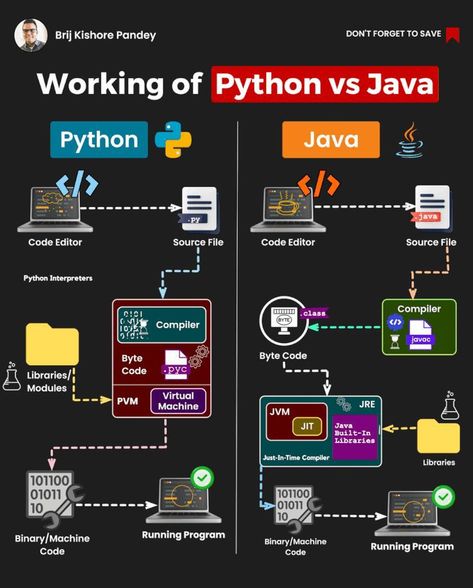 Brij Kishore Pandey
DON'T FORGET TO SAVE
Working of Python vs Java
Python
Java
</>
.py
Code Editor
Source File
Python Interpreters
Compiler
Byte
Code
.pyc
Libraries/
Modules
PVM
Virtual
Machine
101100
01011
10
Binary/Machine
Code
Running Program
</>
java
Code Editor
Source File
Compiler
</>
javac
.class
BYTE
Byte Code
JRE
JVM
JIT
Java
Built-In
Libraries
Just-In-Time Compiler
Libraries
101100
01011
10
Binary/Machine
Code
Running Program